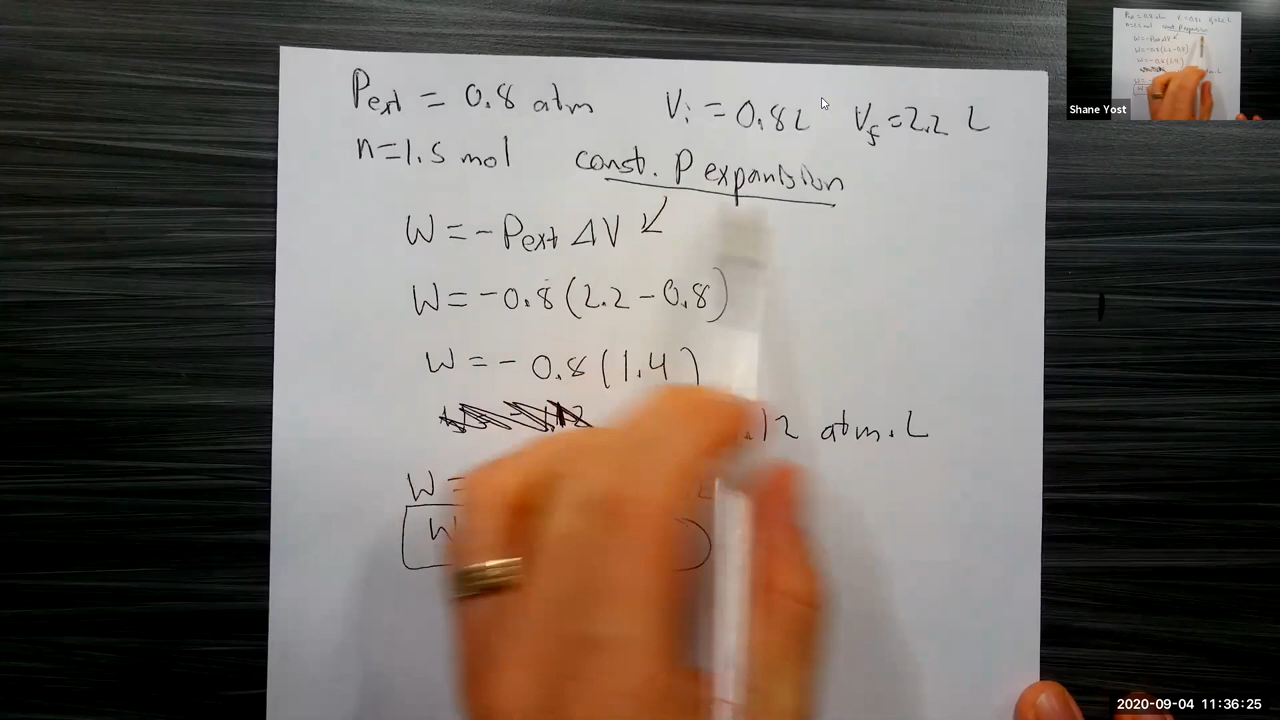 Pext = 0.8 atm Vi = 0.8L Vf = 2.2 L
n=1.5 mol const. P expansion
W = -Pext ΔV ↙
W = -0.8(2.2-0.8)
W = -0.8(1.4)
.12 atm.L
W =
W
Shane Yost
2020-09-04 11:36:25